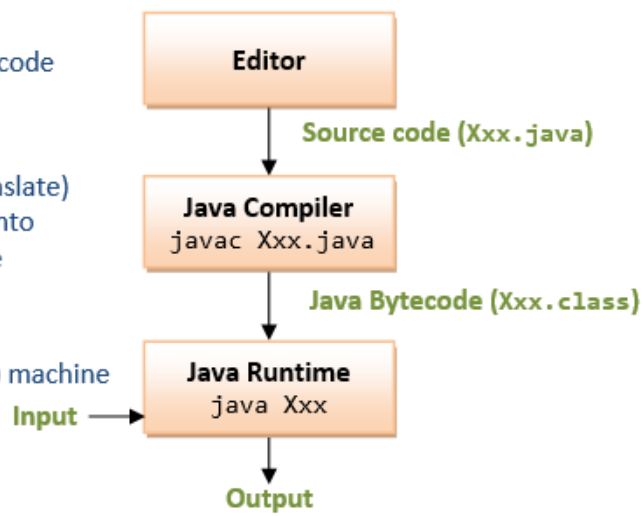 code
Editor
Source code (Xxx.java)
slate)
Java Compiler
nto
javac Xxx.java
Java Bytecode (Xxx.class)
machine
Java Runtime
java Xxx
Input
Output